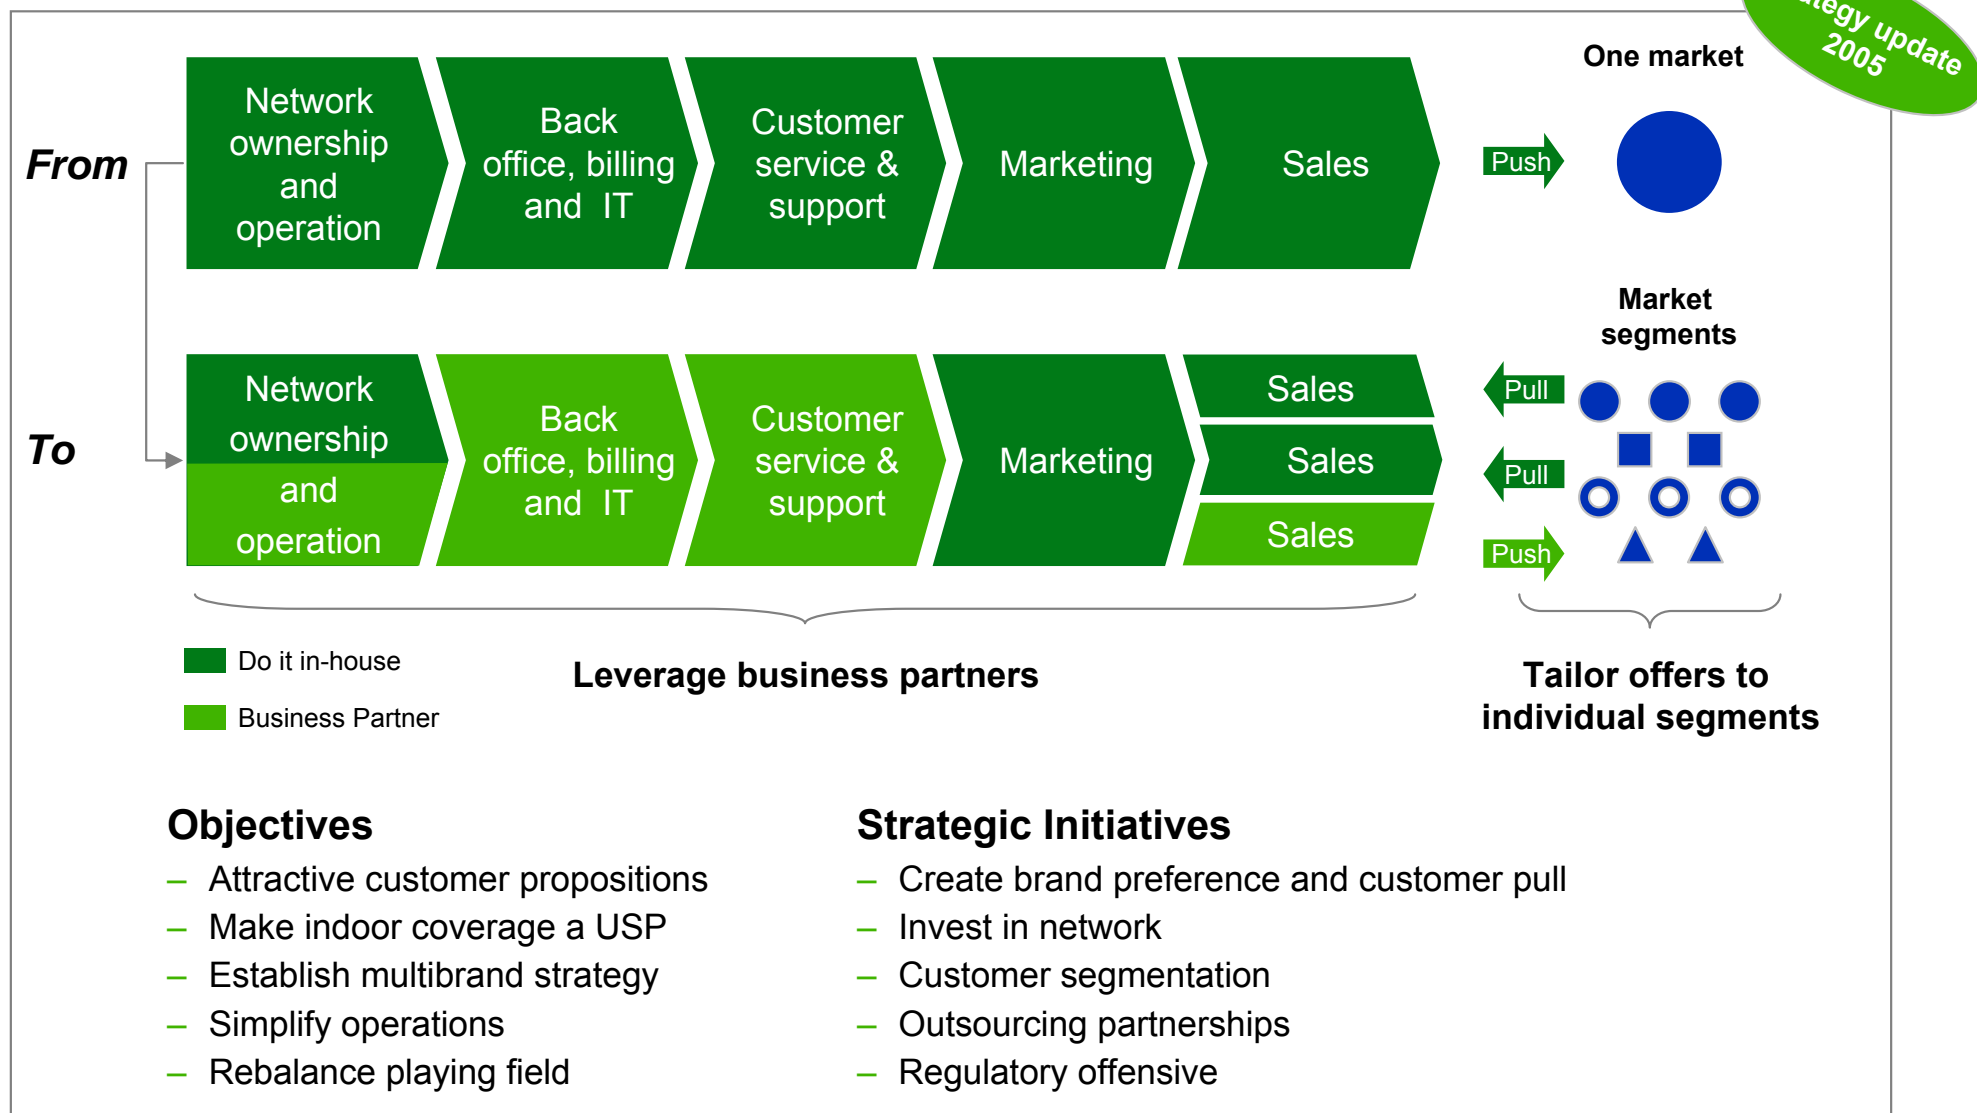 update
2005
One market
From
Network
ownership
and
operation
Back
office, billing
and IT
Customer
service &
support
Marketing
Sales
Push
Market
segments
To
Network
ownership
and
operation
Back
office, billing
and IT
Customer
service &
support
Marketing
Sales
Sales
Sales
Pull
Pull
Push
Do it in-house
Business Partner
Leverage business partners
Tailor offers to
individual segments
Objectives
– Attractive customer propositions
– Make indoor coverage a USP
– Establish multibrand strategy
– Simplify operations
– Rebalance playing field
Strategic Initiatives
– Create brand preference and customer pull
– Invest in network
– Customer segmentation
– Outsourcing partnerships
– Regulatory offensive